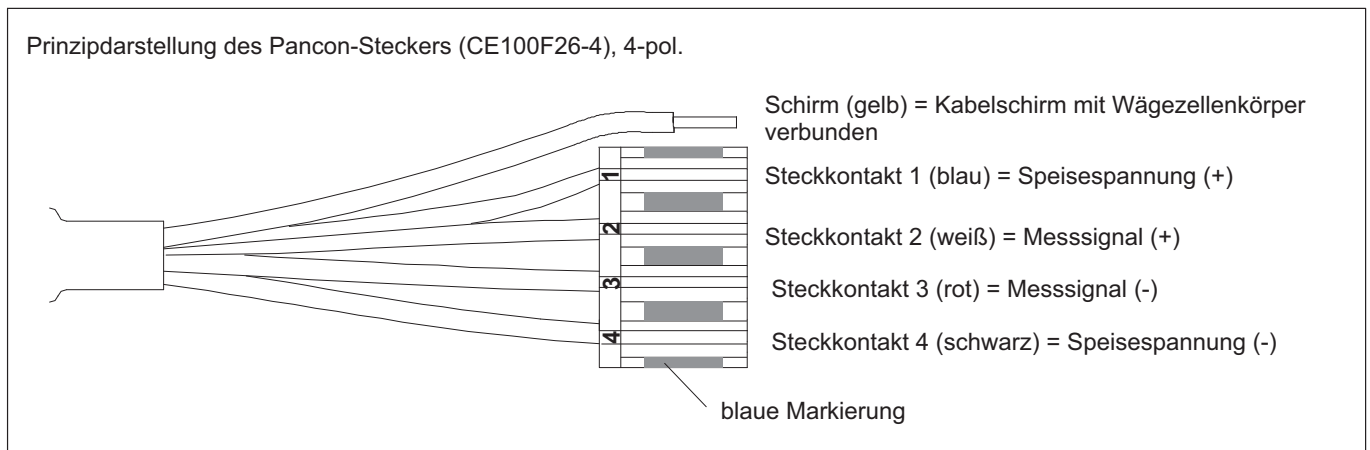 Prinzipdarstellung des Pancon-Steckers (CE100F26-4), 4-pol.
Schirm (gelb) = Kabelschirm mit Wägezellenkörper
verbunden
1
Steckkontakt 1 (blau) = Speisespannung (+)
2
Steckkontakt 2 (weiß) = Messsignal (+)
3
Steckkontakt 3 (rot) = Messsignal (-)
4
Steckkontakt 4 (schwarz) = Speisespannung (-)
blaue Markierung